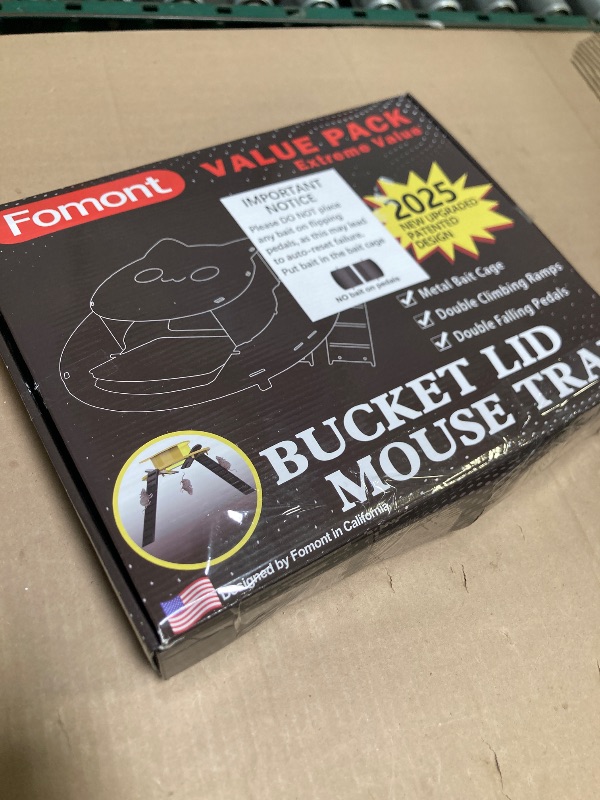 Fomont
VALUE PACK
Extreme Value
IMPORTANT
NOTICE
Please DO NOT place
any bait on flipping
pedals, as this may lead
to auto-reset failure.
Put bait in the bait cage
NO bait on pedals
2025
NEW UPGRADED
PATENTED
DESIGN
Metal Bait Cage
Double Climbing Ramps
Double Falling Pedals
BUCKET LID
MOUSE TRA
Designed by Fomont in California